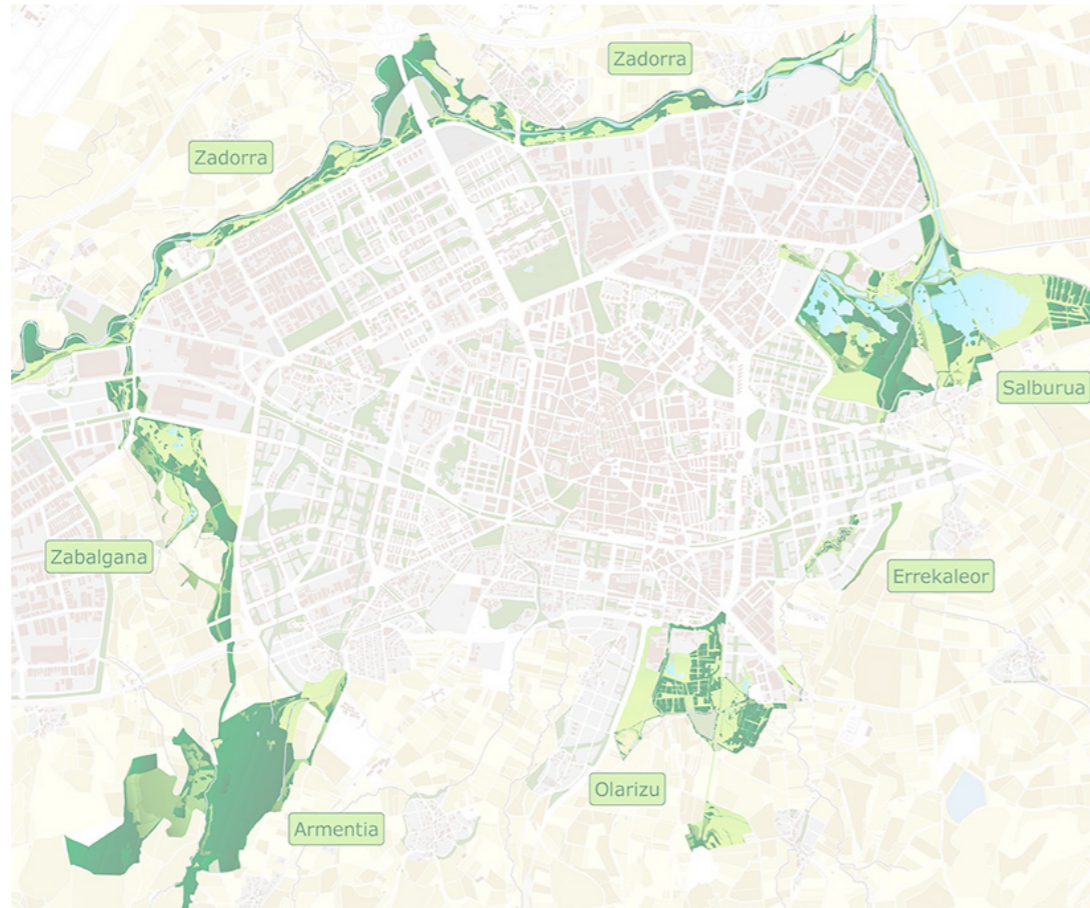 Zadorra
Zadorra
Salburua
Zabalgana
Errekaleor
Olarizu
Armentia